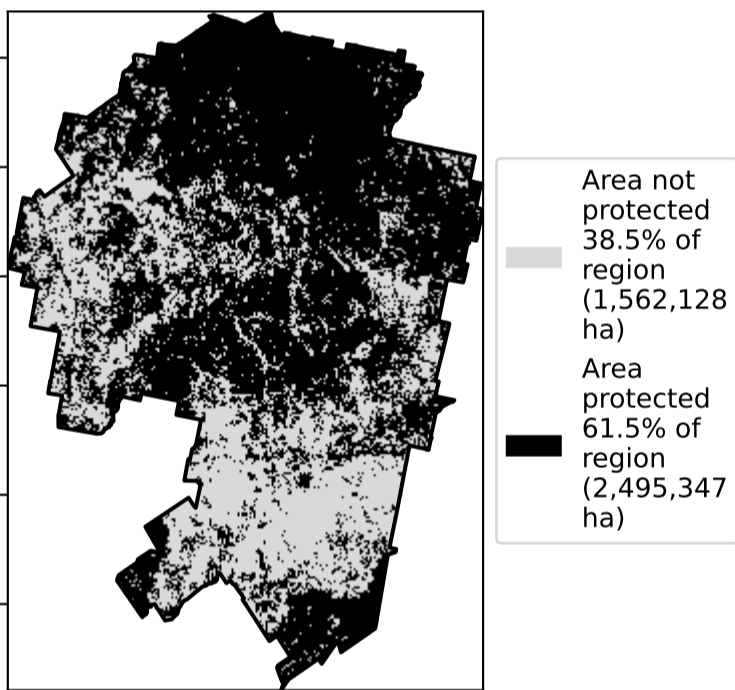 Area not
protected
38.5% of
region
(1,562,128
ha)
Area
protected
61.5% of
region
(2,495,347
ha)